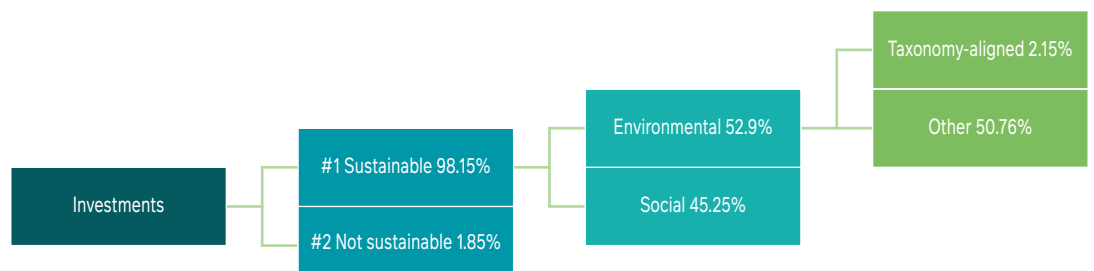 Investments
#1 Sustainable 98.15%
#2 Not sustainable 1.85%
Environmental 52.9%
Social 45.25%
Taxonomy-aligned 2.15%
Other 50.76%